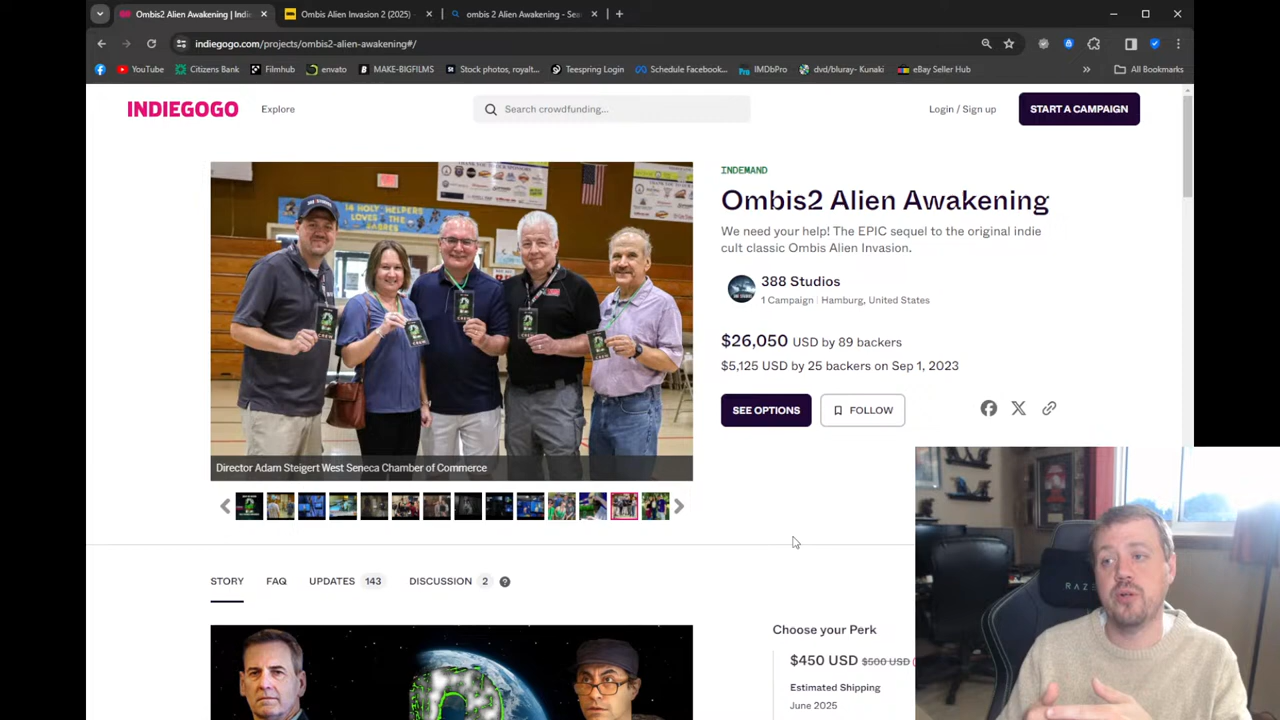 Ombis2 Alien Awakening | Indi
Ombis Alien Invasion 2 (2025) -
ombis 2 Alien Awakening - Sea
indiegogo.com/projects/ombis2-alien-awakening#/
YouTube
Citizens Bank
Filmhub
envato
MAKE-BIGFILMS
Stock photos, royalt...
Teespring Login
Schedule Facebook...
IMDbPro
dvd/bluray- Kunaki
eBay Seller Hub
All Bookmarks
INDIEGOGO
Explore
Search crowdfunding...
Login / Sign up
START A CAMPAIGN
14 HOLY HELPERS
LOVES THE
SABRES
CREW
Director Adam Steigert West Seneca Chamber of Commerce
INDEMAND
Ombis2 Alien Awakening
We need your help! The EPIC sequel to the original indie
cult classic Ombis Alien Invasion.
388 Studios
1 Campaign | Hamburg, United States
$26,050 USD by 89 backers
$5,125 USD by 25 backers on Sep 1, 2023
SEE OPTIONS
FOLLOW
STORY
FAQ
UPDATES 143
DISCUSSION 2
?
Choose your Perk
$450 USD $500 USD
Estimated Shipping
June 2025
RAZE